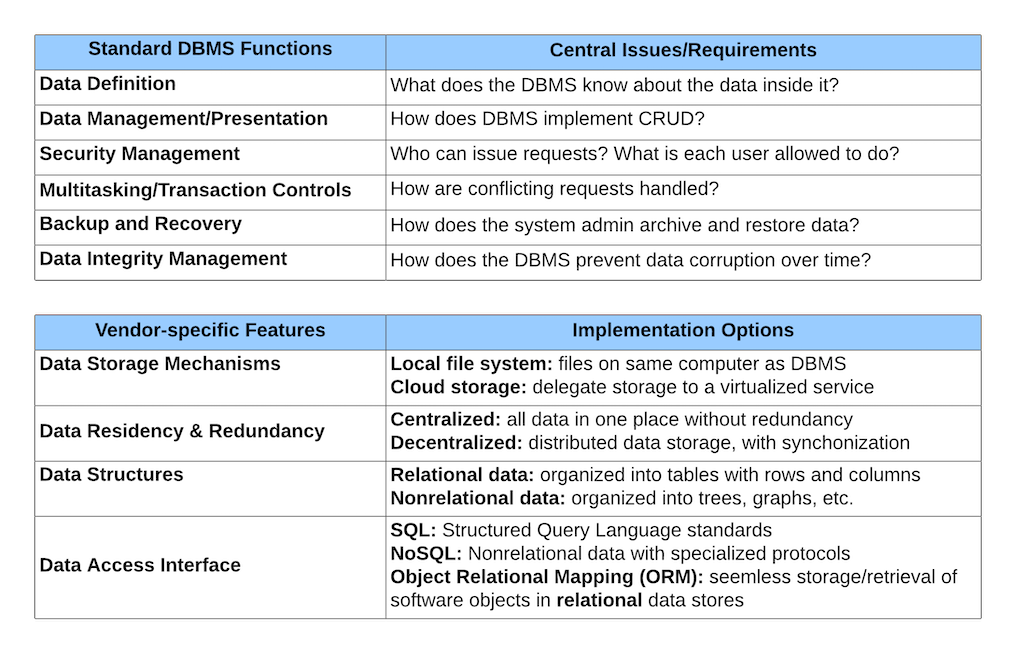 Standard DBMS Functions Central Issues/Requirements
Data Definition What does the DBMS know about the data inside it?
Data Management/Presentation How does DBMS implement CRUD?
Security Management Who can issue requests? What is each user allowed to do?
Multitasking/Transaction Controls How are conflicting requests handled?
Backup and Recovery How does the system admin archive and restore data?
Data Integrity Management How does the DBMS prevent data corruption over time?
Vendor-specific Features Implementation Options
Data Storage Mechanisms Local file system: files on same computer as DBMS
Cloud storage: delegate storage to a virtualized service
Data Residency & Redundancy
Centralized: all data in one place without redundancy
Decentralized: distributed data storage, with synchonization
Data Structures Relational data: organized into tables with rows and columns
Nonrelational data: organized into trees, graphs, etc.
Data Access Interface
SQL: Structured Query Language standards
NoSQL: Nonrelational data with specialized protocols
Object Relational Mapping (ORM): seemless storage/retrieval of
software objects in relational data stores